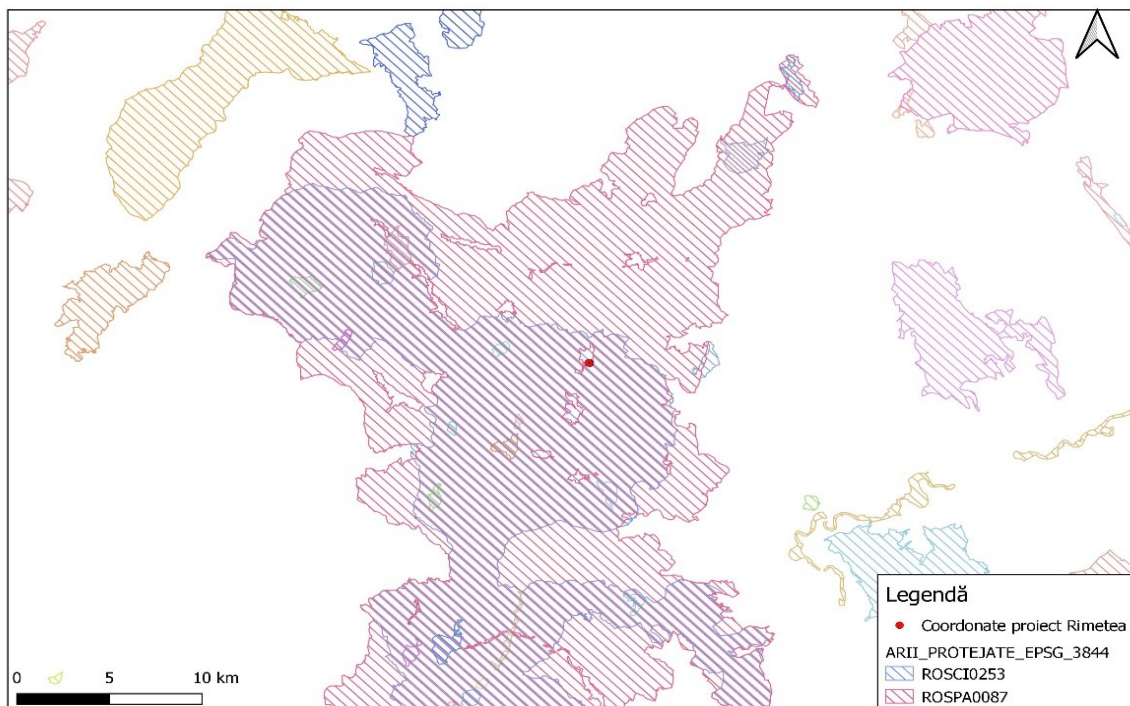 0 5 10 km
Legendă
Coordonate proiect Rimetea
ARII_PROTEJATE_EPSG_3844
ROSCI0253
ROSPA0087